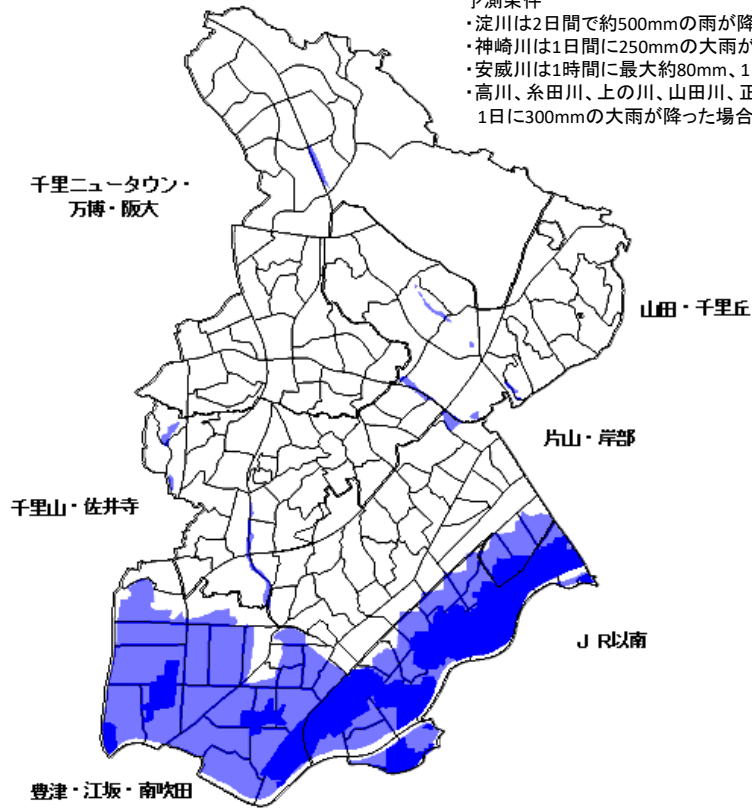 ・淀川は2日間で約500mmの雨が降
・神崎川は1日間に250mmの大雨が
・安威川は1時間に最大約80mm、1
・高川、糸田川、上の川、山田川、正
1日に300mmの大雨が降った場合
千里ニュータウン・
万博・阪大
山田・千里丘
片山・岸部
千里山・佐井寺
JR以南
豊津・江坂・南吹田